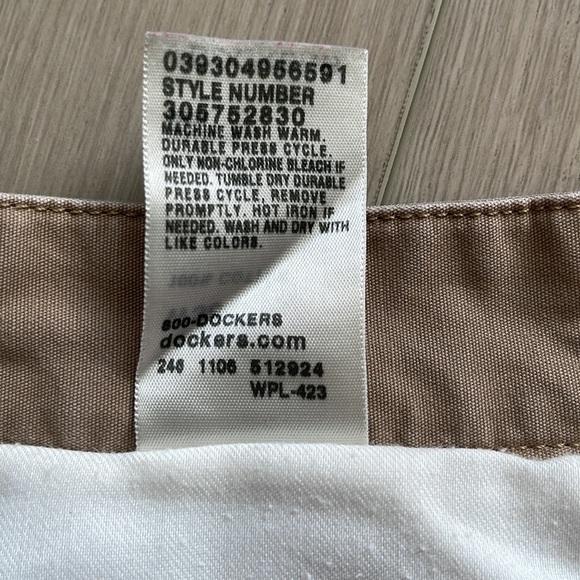 039304956591
STYLE NUMBER
305752830
MACHINE WASH WARM.
DURABLE PRESS CYCLE.
ONLY NON-CHLORINE BLEACH IF
NEEDED. TUMBLE DRY DURABLE
PRESS CYCLE, REMOVE
PROMPTLY. HOT IRON IF
NEEDED. WASH AND DRY WITH
LIKE COLORS.
800-DOCKERS
dockers.com
246 1106 512924
WPL-423